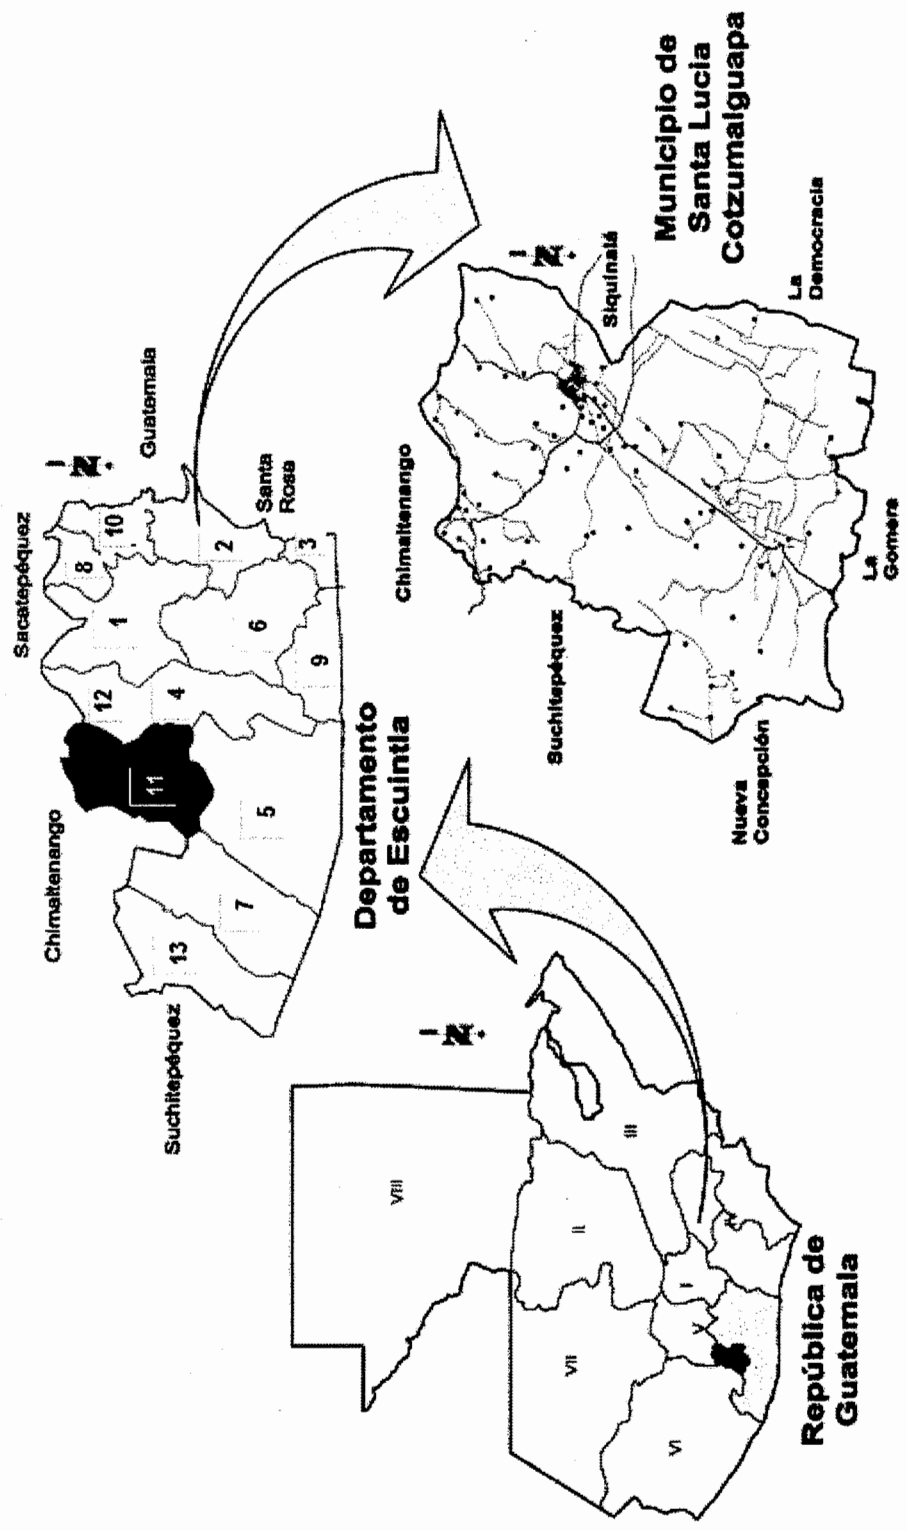 Sacatepéquez
Chimaltenango
Guatemala
Santa
Rosa
Suchitepéquez
N
8
10
1
12
4
2
3
6
9
11
5
7
13
Departamento
de Escuintla
N
VIII
VII
II
III
VI
V
I
IV
República de
Guatemala
Chimaltenango
N
Siquinalá
Suchitepéquez
La
Democracia
La
Gomera
Nueva
Concepción
Municipio de
Santa Lucia
Cotzumalguapa